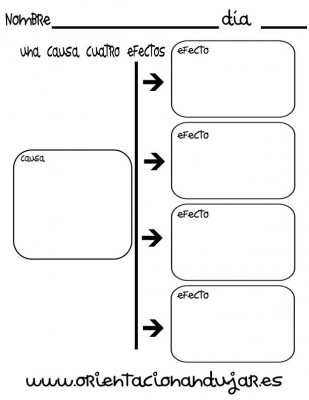 Nombre día
una causa cuatro efectos
efecto
efecto
causa
efecto
efecto
www.orientacionandujar.es